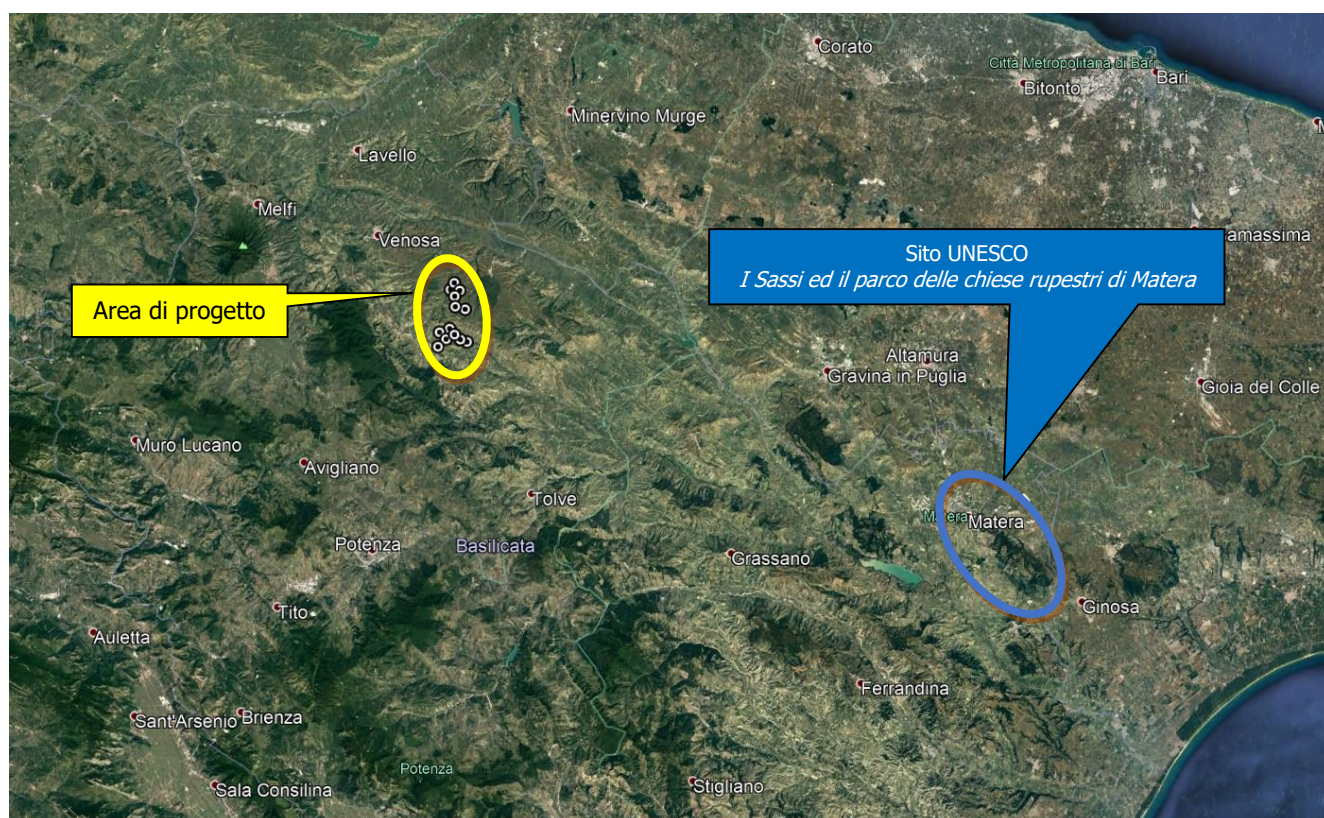 Corato
Città Metropolitana di Bari
Bari
Bitonto
Minervino Murge
Lavello
Melfi
Venosa
amassima
Sito UNESCO
I Sassi ed il parco delle chiese rupestri di Matera
Area di progetto
Altamura
Gravina in Puglia
Gioia del Colle
Muro Lucano
Avigliano
Tolve
Matera
Potenza
Basilicata
Grassano
Tito
Ginosa
Auletta
Ferrandina
Sant'Arsenio
Brienza
Potenza
Stigliano
Sala Consilina